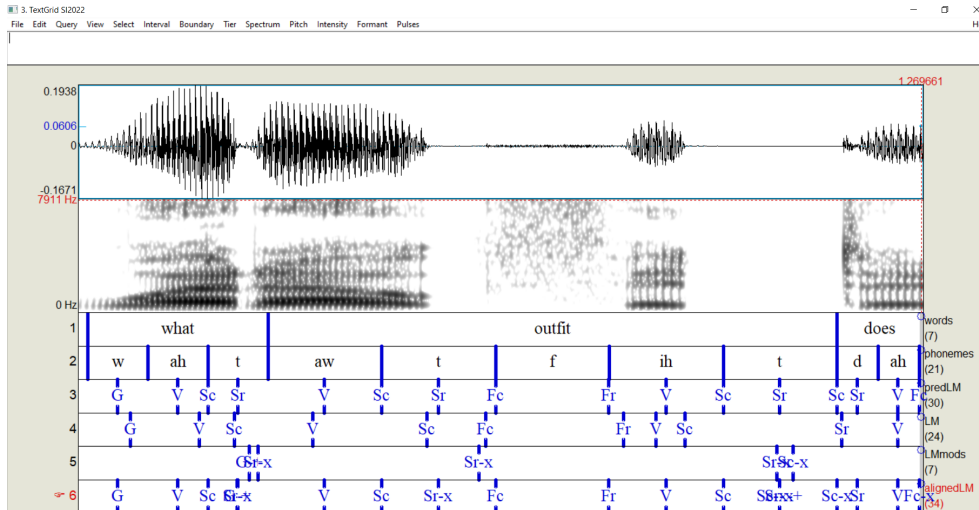 3. TextGrid SI2022
File Edit Query View Select Interval Boundary Tier Spectrum Pitch Intensity Formant Pulses
1.269661
0.1938
0.0606
0
-0.1671
7911 Hz
0 Hz
1 what outfit does words (7)
2 w ah t aw t f ih t d ah phonemes (21)
3 G V Sc Sr V Sc Sr Fc Fr V Sc Sr Sc Sr V Fc predLM (30)
4 G V Sc V Sc Fc Fr V Sc Sr V LM (24)
5 Sr-x Sr-x Sc-x LMmods (7)
6 G V Sc V Sc Sr-x Fc Fr V Sc Sc-x Sr V Fc-x alignedLM (34)